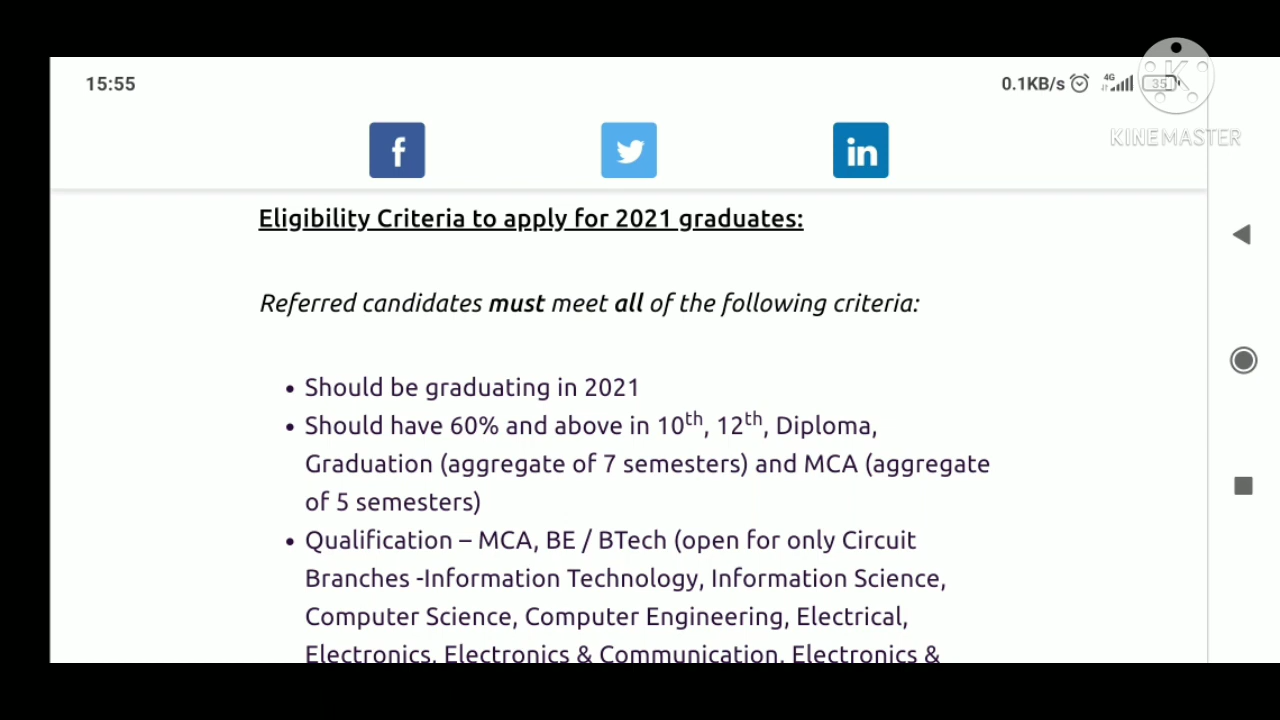 15:55
0.1KB/s 4G 35
KINEMASTER
f in
Eligibility Criteria to apply for 2021 graduates:
Referred candidates must meet all of the following criteria:
• Should be graduating in 2021
• Should have 60% and above in 10th, 12th, Diploma,
Graduation (aggregate of 7 semesters) and MCA (aggregate
of 5 semesters)
• Qualification – MCA, BE / BTech (open for only Circuit
Branches -Information Technology, Information Science,
Computer Science, Computer Engineering, Electrical,
Electronics, Electronics & Communication, Electronics &